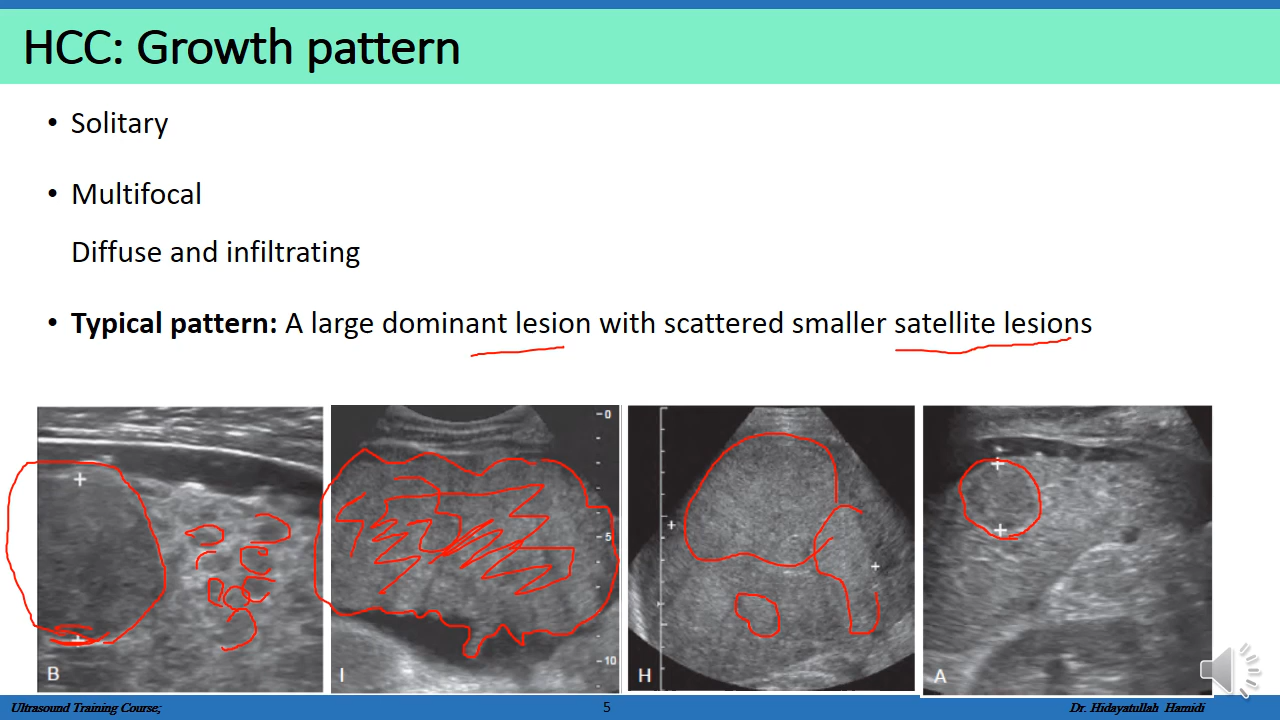 HCC: Growth pattern
• Solitary
• Multifocal
Diffuse and infiltrating
• Typical pattern: A large dominant lesion with scattered smaller satellite lesions
0
5
10
B
I
H
A
Ultrasound Training Course;
5
Dr. Hidayatullah Hamidi